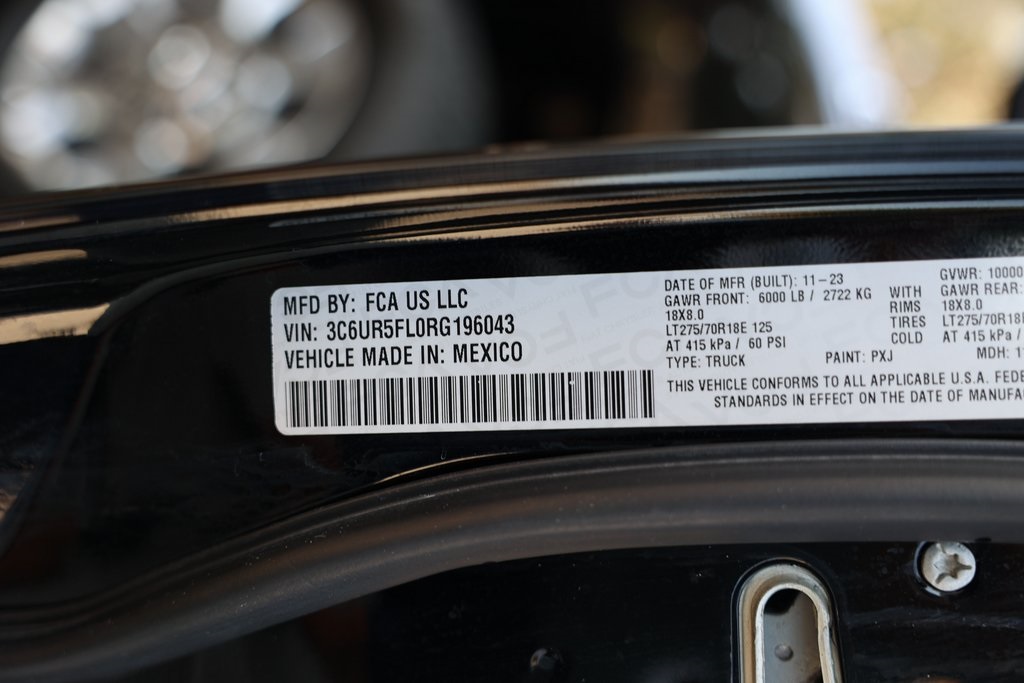 MFD BY: FCA US LLC
VIN: 3C6UR5FL0RG196043
VEHICLE MADE IN: MEXICO
DATE OF MFR (BUILT): 11-23
GAWR FRONT: 6000 LB / 2722 KG
18X8.0
LT275/70R18E 125
AT 415 kPa / 60 PSI
TYPE: TRUCK
PAINT: PXJ
WITH
RIMS
TIRES
COLD
GVWR: 10000
GAWR REAR:
18X8.0
LT275/70R18E
AT 415 kPa /
MDH:
THIS VEHICLE CONFORMS TO ALL APPLICABLE U.S.A.
STANDARDS IN EFFECT ON THE DATE OF